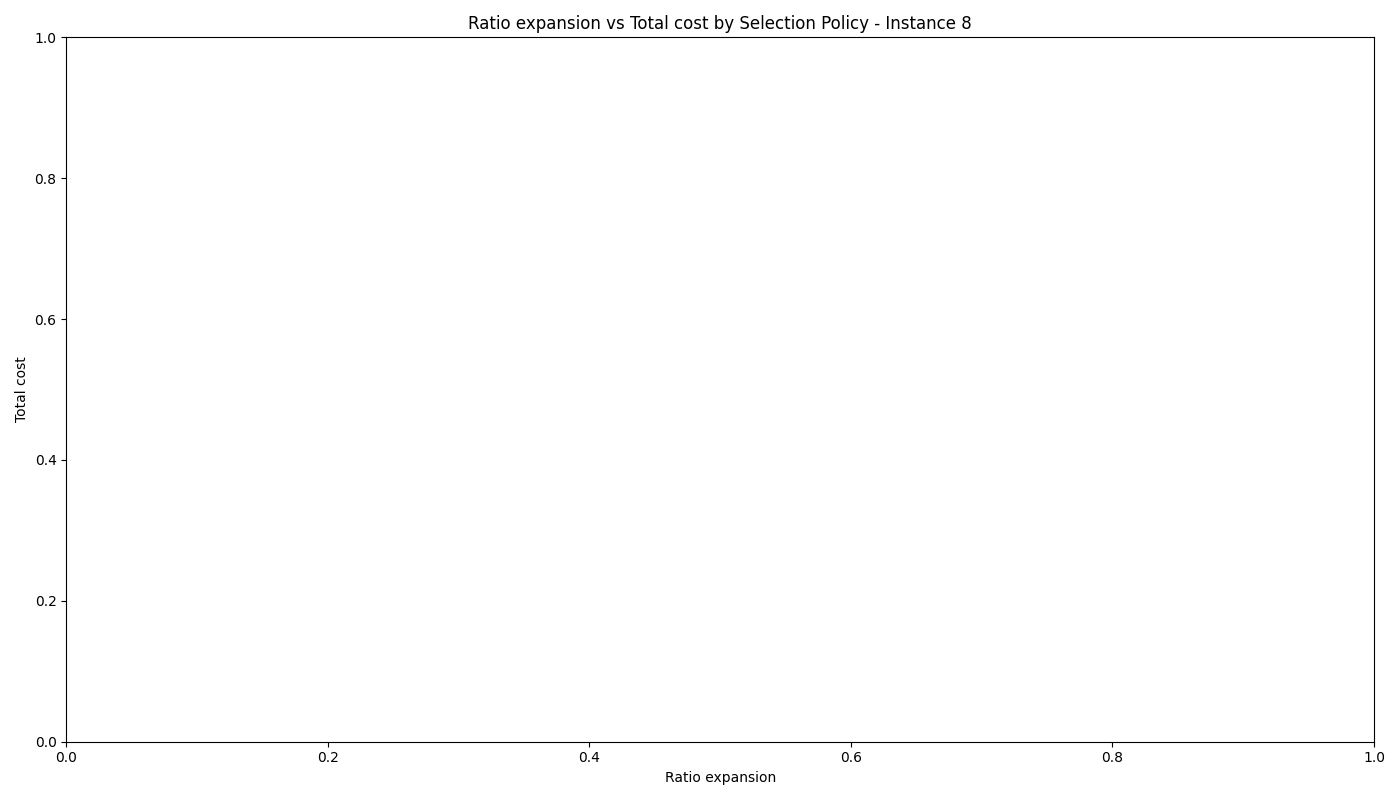 Ratio expansion vs Total cost by Selection Policy - Instance 8
1.0
0.8
0.6
0.4
0.2
0.0
Total cost
0.0 0.2 0.4 0.6 0.8 1.0
Ratio expansion